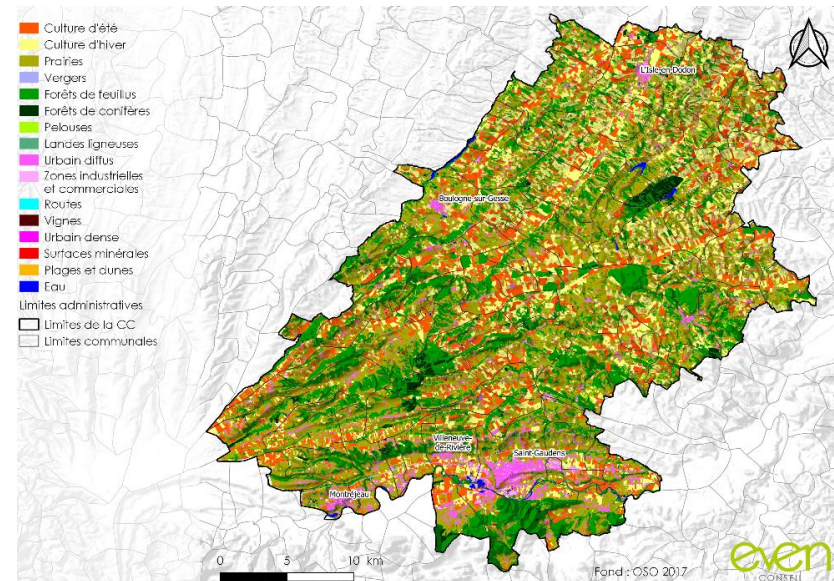 Culture d'été
Culture d'hiver
Prairies
Vergers
Forêts de feuillus
Forêts de conifères
Pelouses
Landes ligneuses
Urbain diffus
Zones industrielles
et commerciales
Routes
Vignes
Urbain dense
Surfaces minérales
Plages et dunes
Eau
Limites administratives
Limites de la CC
Limites communales
L'Isle-en-Dodon
Boulogne-sur-Gesse
Villeneuve-
de-Rivière
Saint-Gaudens
Montréjeau
0 5 10 km
Fond : OSO 2017
even
CONSEIL